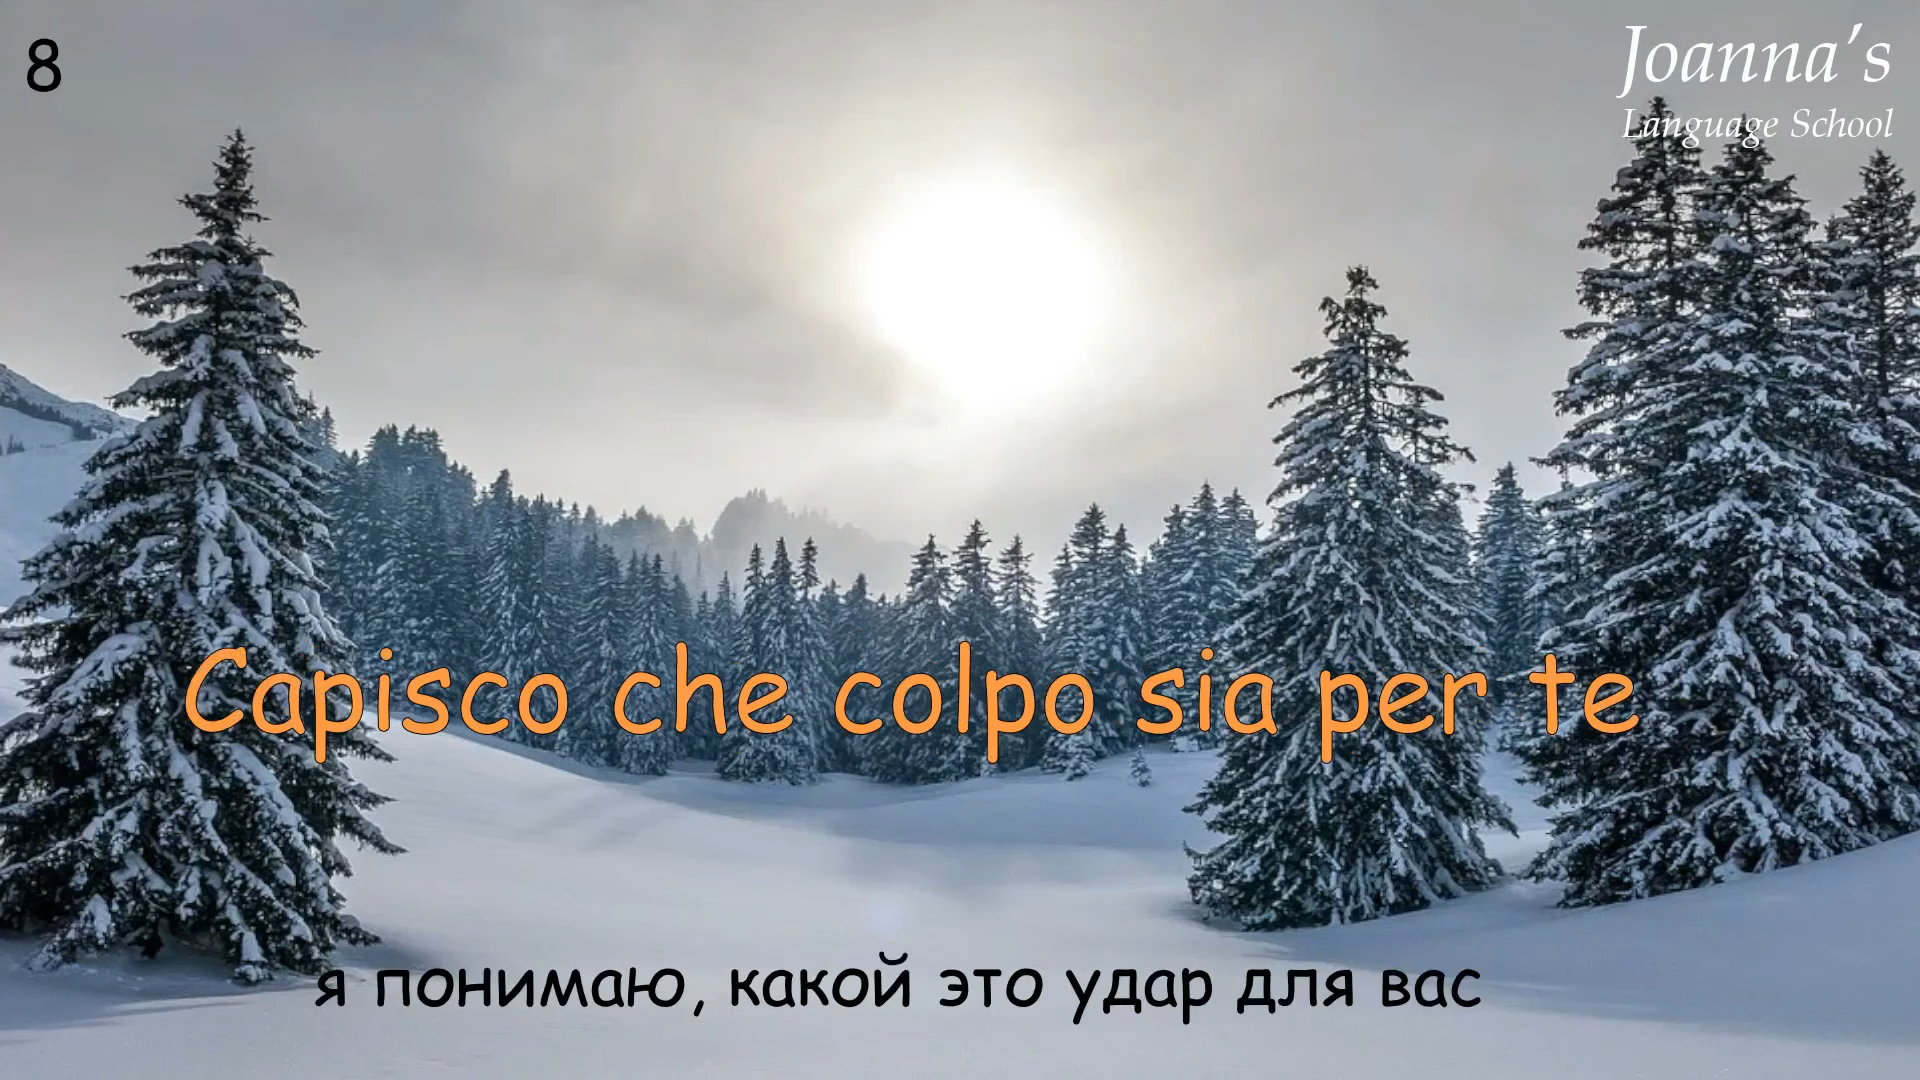 8
Joanna's
Language School
Capisco che colpo sia per te
я понимаю, какой это удар для вас